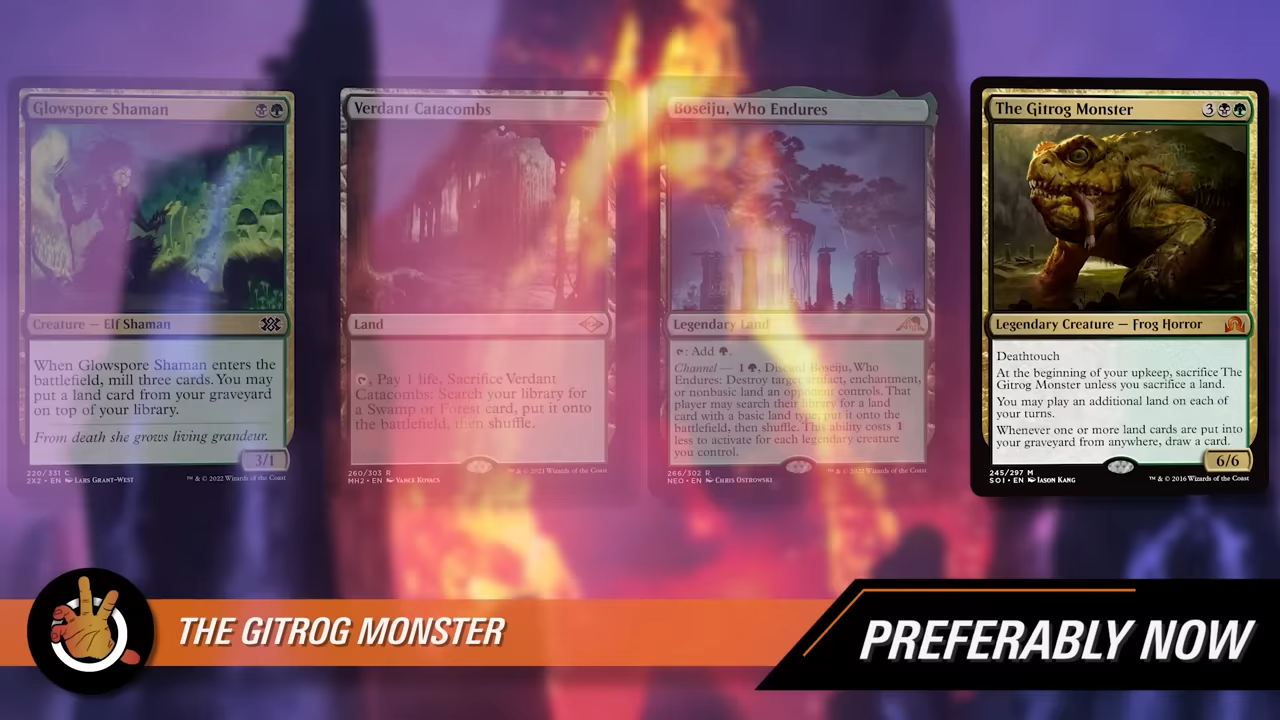 Glowspore Shaman
Creature — Elf Shaman
When Glowspore Shaman enters the
battlefield, mill three cards. You may
put a land card from your graveyard
on top of your library.
From death she grows living grandeur.
3/1
220/331 C
2X2 • EN Lars Grant-West
™ & © 2022 Wizards of the Coast
Verdant Catacombs
Land
, Pay 1 life, Sacrifice Verdant
Catacombs: Search your library for
a Swamp or Forest card, put it onto
the battlefield, then shuffle.
260/303 R
MH2 • EN Vance Kovacs
™ & © 2021 Wizards of the Coast
Boseiju, Who Endures
Legendary Land
: Add .
Channel — 1 , Discard Boseiju, Who
Endures: Destroy target artifact, enchantment,
or nonbasic land an opponent controls. That
player may search their library for a land
card with a basic land type, put it onto the
battlefield, then shuffle. This ability costs 1
less to activate for each legendary creature
you control.
266/302 R
NEO • EN Chris Ostrowski
™ & © 2022 Wizards of the Coast
The Gitrog Monster 3
Legendary Creature — Frog Horror
Deathtouch
At the beginning of your upkeep, sacrifice The
Gitrog Monster unless you sacrifice a land.
You may play an additional land on each of
your turns.
Whenever one or more land cards are put into
your graveyard from anywhere, draw a card.
6/6
245/297 M
SOI • EN Jason Kang
™ & © 2016 Wizards of the Coast
THE GITROG MONSTER
PREFERABLY NOW